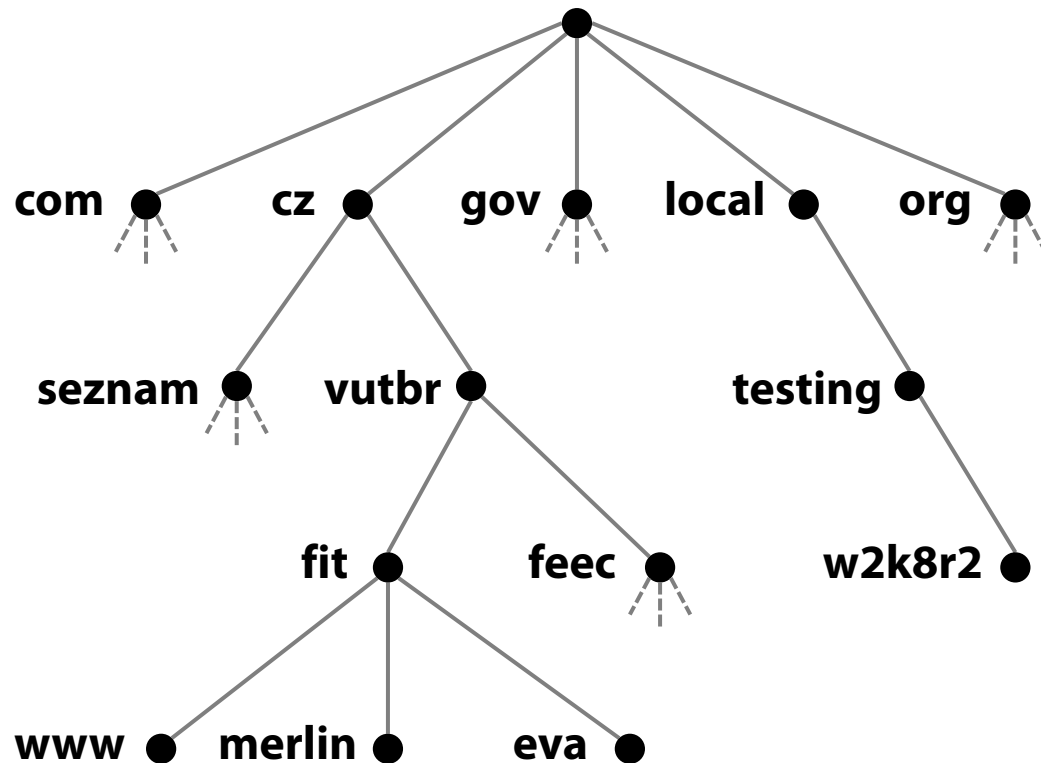 com cz gov local org
seznam vutbr testing
fit feec w2k8r2
www merlin eva